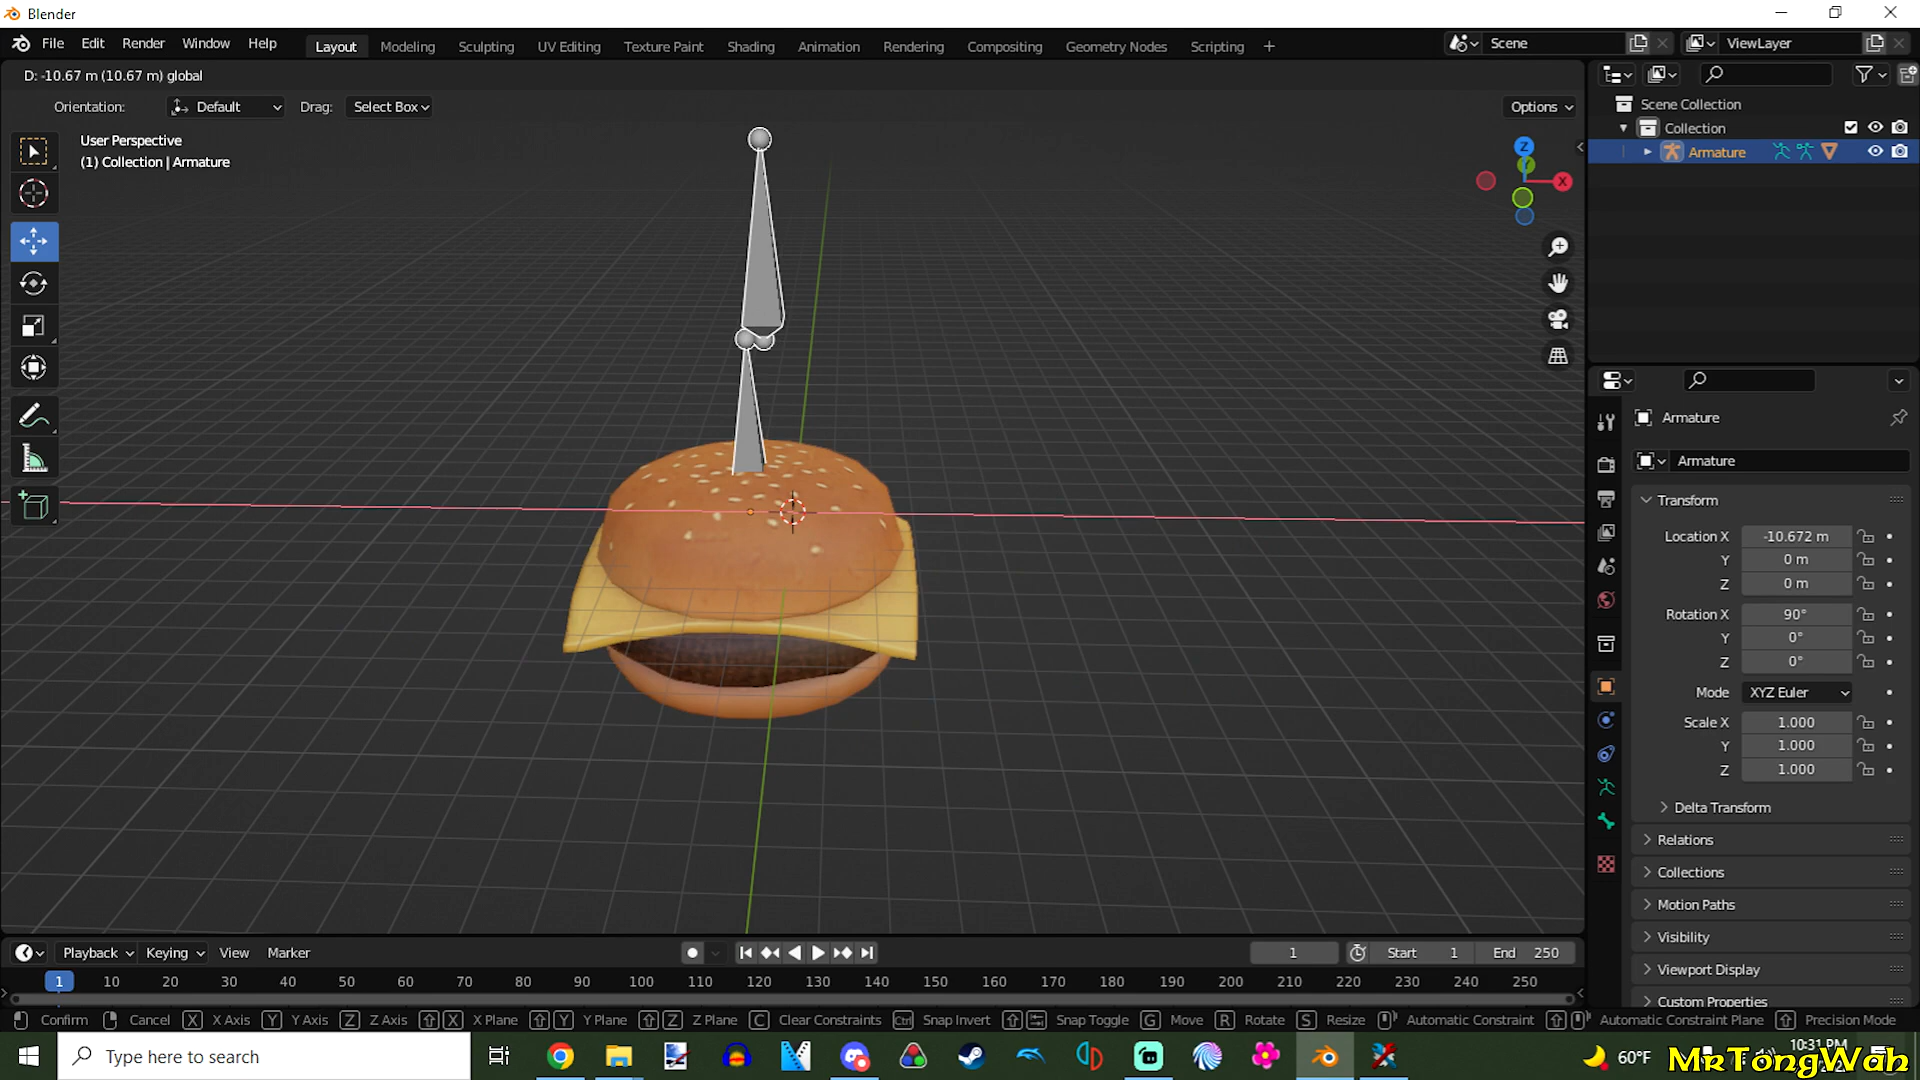 Blender
File Edit Render Window Help Layout Modeling Sculpting UV Editing Texture Paint Shading Animation Rendering Compositing Geometry Nodes Scripting + Scene ViewLayer
D: -10.67 m (10.67 m) global
Orientation: Default Drag: Select Box Options
User Perspective
(1) Collection | Armature
Z
Y
X
Scene Collection
Collection
Armature
Armature
Armature
Transform
Location X -10.672 m
Y 0 m
Z 0 m
Rotation X 90°
Y 0°
Z 0°
Mode XYZ Euler
Scale X 1.000
Y 1.000
Z 1.000
Delta Transform
Relations
Collections
Motion Paths
Visibility
Viewport Display
Custom Properties
Playback Keying View Marker 1 Start 1 End 250
1 10 20 30 40 50 60 70 80 90 100 110 120 130 140 150 160 170 180 190 200 210 220 230 240 250
Confirm Cancel X X Axis Y Y Axis Z Z Axis X X Plane Y Y Plane Z Z Plane C Clear Constraints Ctrl Snap Invert Snap Toggle G Move R Rotate S Resize Automatic Constraint Automatic Constraint Plane Precision Mode
Type here to search
60°F
10:31 PM
MrTongWah